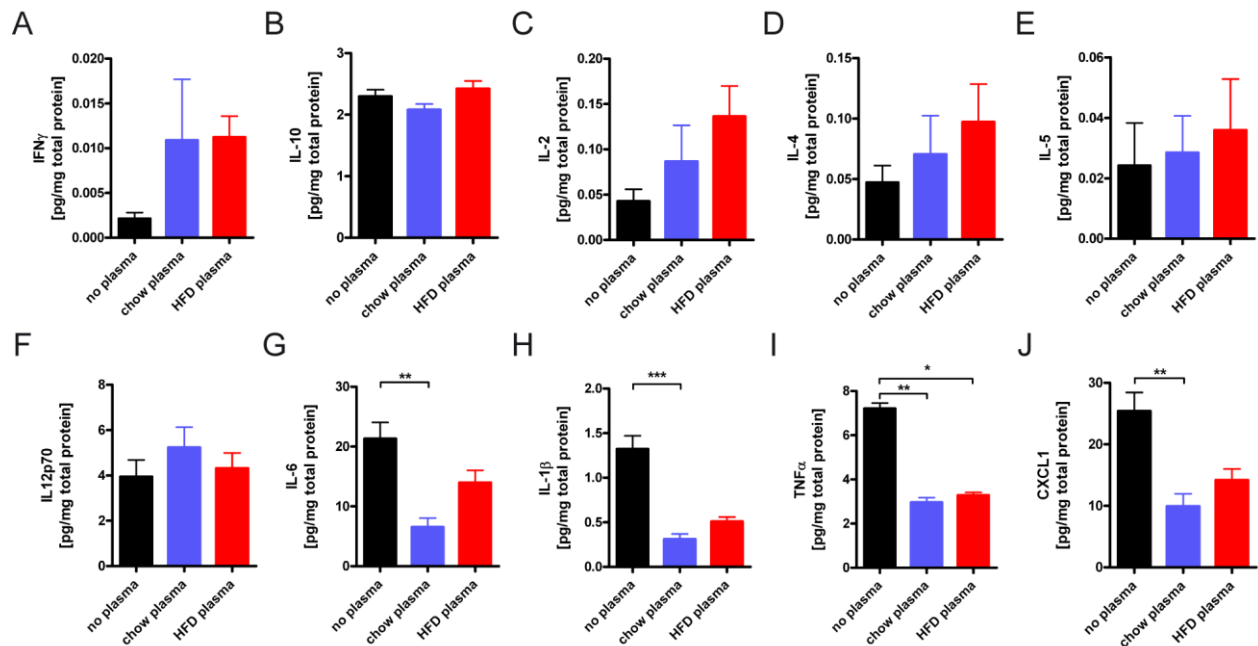 A
IFNγ
[pg/mg total protein]
0.020
0.015
0.010
0.005
0.000
no plasma
chow plasma
HFD plasma
B
IL-10
[pg/mg total protein]
3
2
1
0
no plasma
chow plasma
HFD plasma
C
IL-2
[pg/mg total protein]
0.20
0.15
0.10
0.05
0.00
no plasma
chow plasma
HFD plasma
D
IL-4
[pg/mg total protein]
0.15
0.10
0.05
0.00
no plasma
chow plasma
HFD plasma
E
IL-5
[pg/mg total protein]
0.06
0.04
0.02
0.00
no plasma
chow plasma
HFD plasma
F
IL12p70
[pg/mg total protein]
8
6
4
2
0
no plasma
chow plasma
HFD plasma
G
IL-6
[pg/mg total protein]
30
20
10
0
**
no plasma
chow plasma
HFD plasma
H
IL-1β
[pg/mg total protein]
2.0
1.5
1.0
0.5
0.0
***
no plasma
chow plasma
HFD plasma
I
TNFα
[pg/mg total protein]
8
6
4
2
0
*
**
no plasma
chow plasma
HFD plasma
J
CXCL1
[pg/mg total protein]
30
20
10
0
**
no plasma
chow plasma
HFD plasma